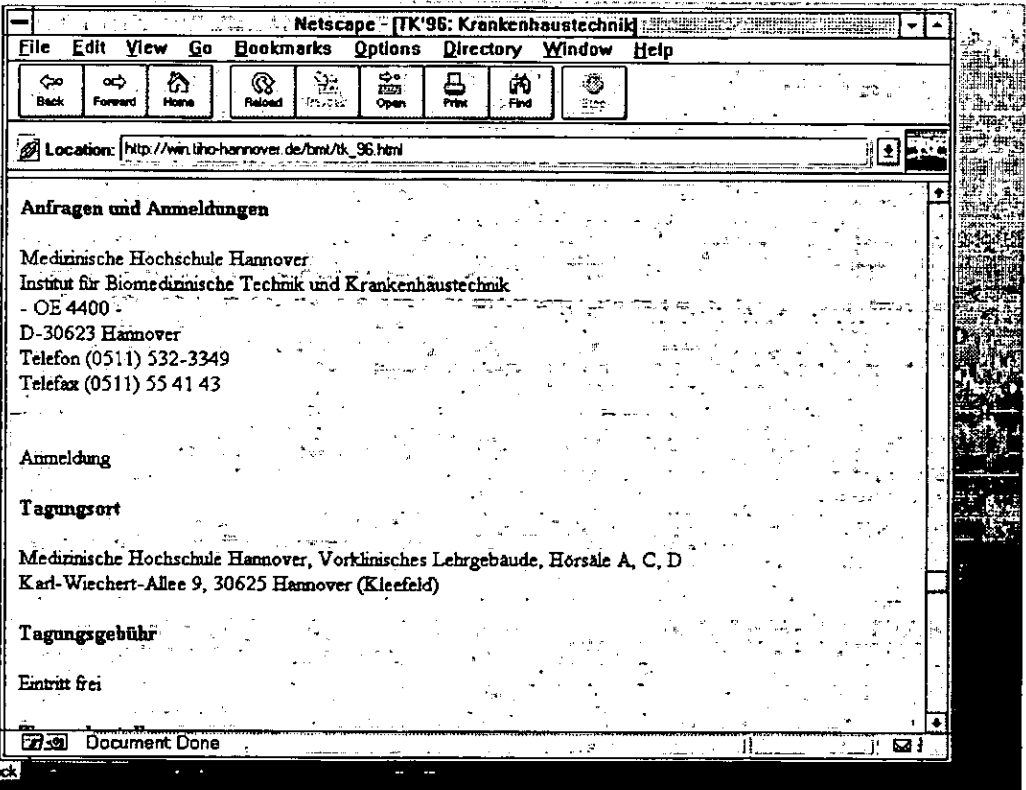 Netscape - [TK'96: Krankenhaustechnik]
File Edit View Go Bookmarks Options Directory Window Help
Back Forward Home Reload Open Print Find
Location: http://win.tiho-hannover.de/bmt/tk_96.html
Anfragen und Anmeldungen
Medizinische Hochschule Hannover
Institut für Biomedizinische Technik und Krankenhaustechnik
- OE 4400 -
D-30623 Hannover
Telefon (0511) 532-3349
Telefax (0511) 55 41 43
Anmeldung
Tagungsort
Medizinische Hochschule Hannover, Vorklinisches Lehrgebäude, Hörsäle A, C, D
Karl-Wiechert-Allee 9, 30625 Hannover (Kleefeld)
Tagungsgebühr
Eintritt frei
Document Done
ck